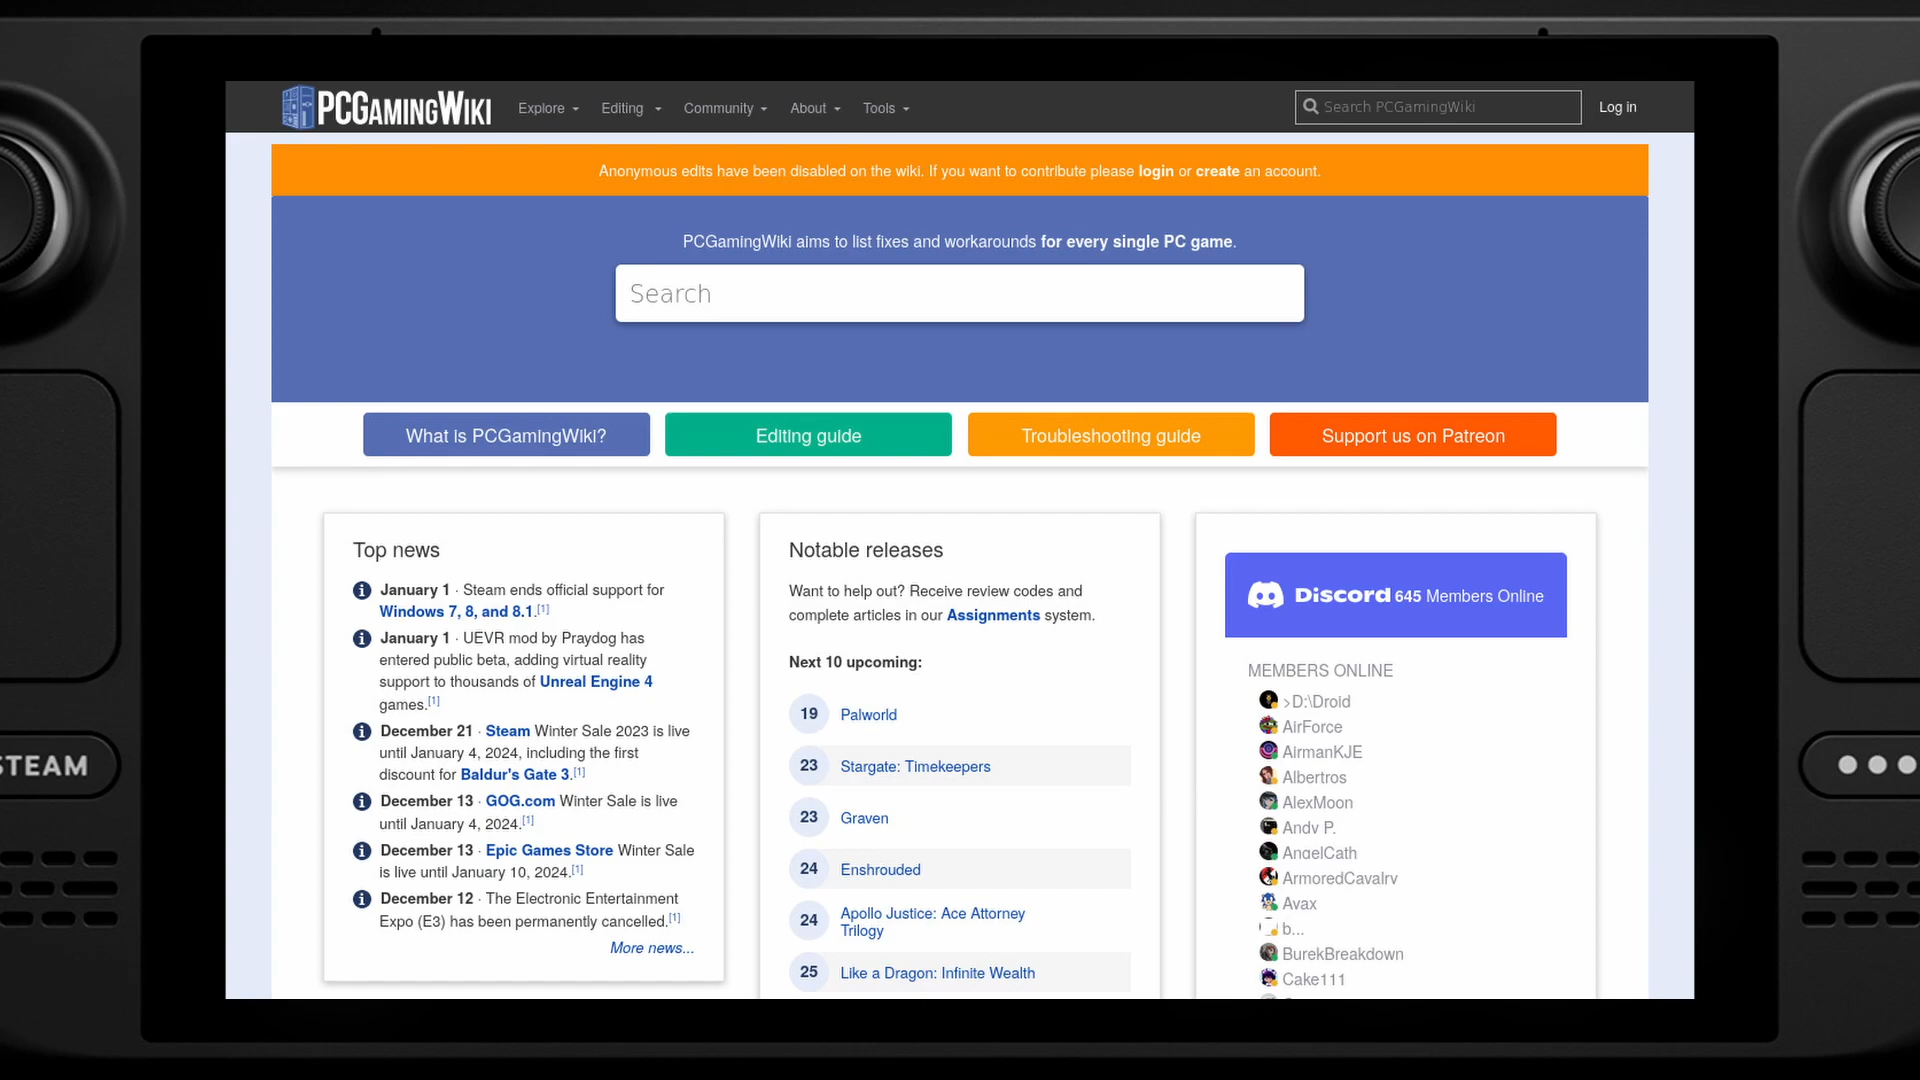 PCGAMINGWIKI
Explore
Editing
Community
About
Tools
Search PCGamingWiki
Log in
Anonymous edits have been disabled on the wiki. If you want to contribute please login or create an account.
PCGamingWiki aims to list fixes and workarounds for every single PC game.
Search
What is PCGamingWiki?
Editing guide
Troubleshooting guide
Support us on Patreon
Top news
January 1 · Steam ends official support for
Windows 7, 8, and 8.1.[1]
January 1 · UEVR mod by Praydog has
entered public beta, adding virtual reality
support to thousands of Unreal Engine 4
games.[1]
December 21 · Steam Winter Sale 2023 is live
until January 4, 2024, including the first
discount for Baldur's Gate 3.[1]
December 13 · GOG.com Winter Sale is live
until January 4, 2024.[1]
December 13 · Epic Games Store Winter Sale
is live until January 10, 2024.[1]
December 12 · The Electronic Entertainment
Expo (E3) has been permanently cancelled.[1]
More news...
Notable releases
Want to help out? Receive review codes and
complete articles in our Assignments system.
Next 10 upcoming:
19 Palworld
23 Stargate: Timekeepers
23 Graven
24 Enshrouded
24 Apollo Justice: Ace Attorney
Trilogy
25 Like a Dragon: Infinite Wealth
Discord 645 Members Online
MEMBERS ONLINE
>D:\Droid
AirForce
AirmanKJE
Albertros
AlexMoon
Andy P.
AngelCath
ArmoredCavalry
Avax
b...
BurekBreakdown
Cake111
STEAM